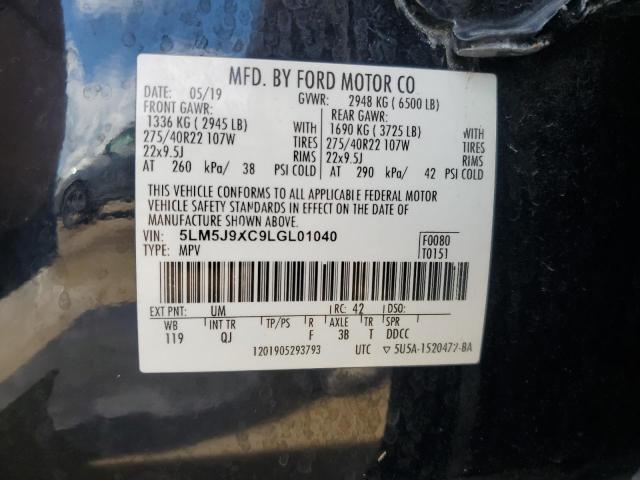 MFD. BY FORD MOTOR CO
DATE: 05/19 GVWR: 2948 KG ( 6500 LB)
FRONT GAWR: REAR GAWR:
1336 KG ( 2945 LB) WITH 1690 KG ( 3725 LB) WITH
275/40R22 107W TIRES 275/40R22 107W TIRES
22x9.5J RIMS 22x9.5J RIMS
AT 260 kPa/ 38 PSI COLD AT 290 kPa/ 42 PSI COLD
THIS VEHICLE CONFORMS TO ALL APPLICABLE FEDERAL MOTOR
VEHICLE SAFETY STANDARDS IN EFFECT ON THE DATE OF
MANUFACTURE SHOWN ABOVE.
VIN: 5LM5J9XC9LGL01040 F0080
TYPE: MPV T0151
EXT PNT: UM RC: 42 DSO:
WB INT TR TP/PS R AXLE TR SPR
119 QJ F 3B T DDCC
1201905293793 UTC ▽ 5U5A-1520472-BA